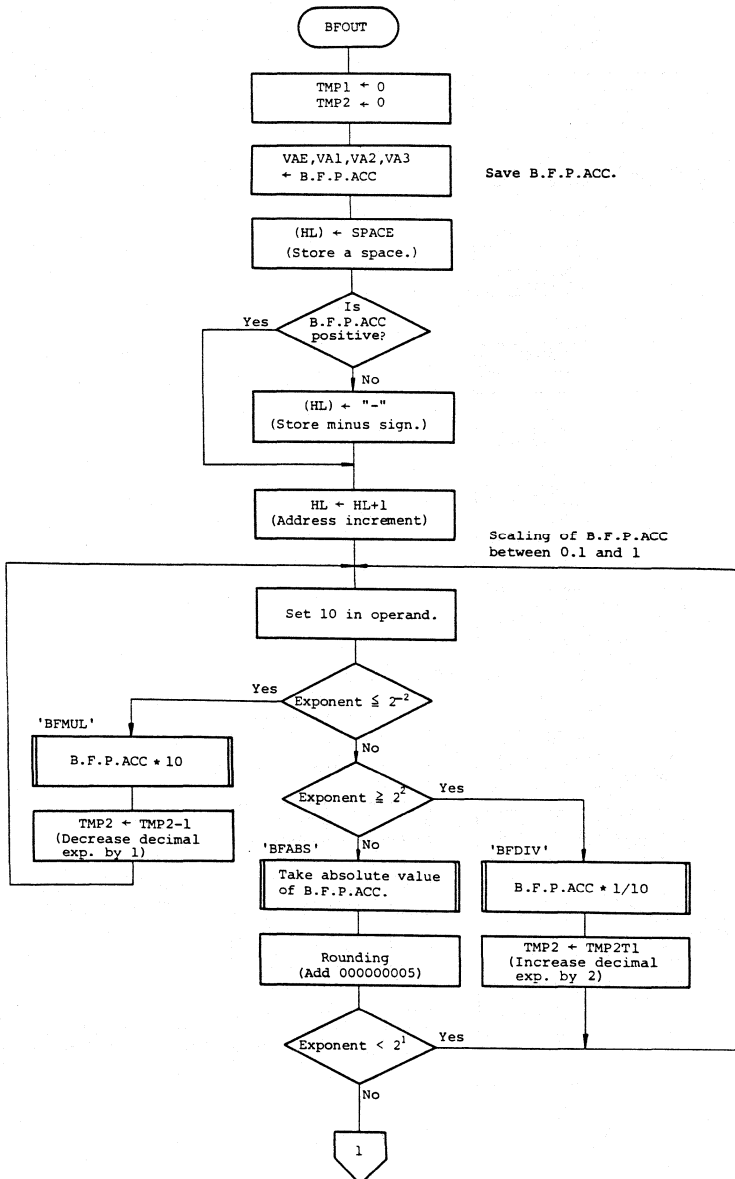 BFOUT
TMP1 ← 0
TMP2 ← 0
VAE,VA1,VA2,VA3
← B.F.P.ACC
Save B.F.P.ACC.
(HL) ← SPACE
(Store a space.)
Is
B.F.P.ACC
positive?
Yes
No
(HL) ← "-"
(Store minus sign.)
HL ← HL+1
(Address increment)
Scaling of B.F.P.ACC
between 0.1 and 1
Set 10 in operand.
Exponent ≦ 2⁻²
Yes
No
'BFMUL'
B.F.P.ACC * 10
TMP2 ← TMP2-1
(Decrease decimal
exp. by 1)
Exponent ≧ 2²
Yes
No
'BFABS'
Take absolute value
of B.F.P.ACC.
'BFDIV'
B.F.P.ACC * 1/10
TMP2 ← TMP2T1
(Increase decimal
exp. by 2)
Rounding
(Add 000000005)
Exponent < 2¹
Yes
No
1